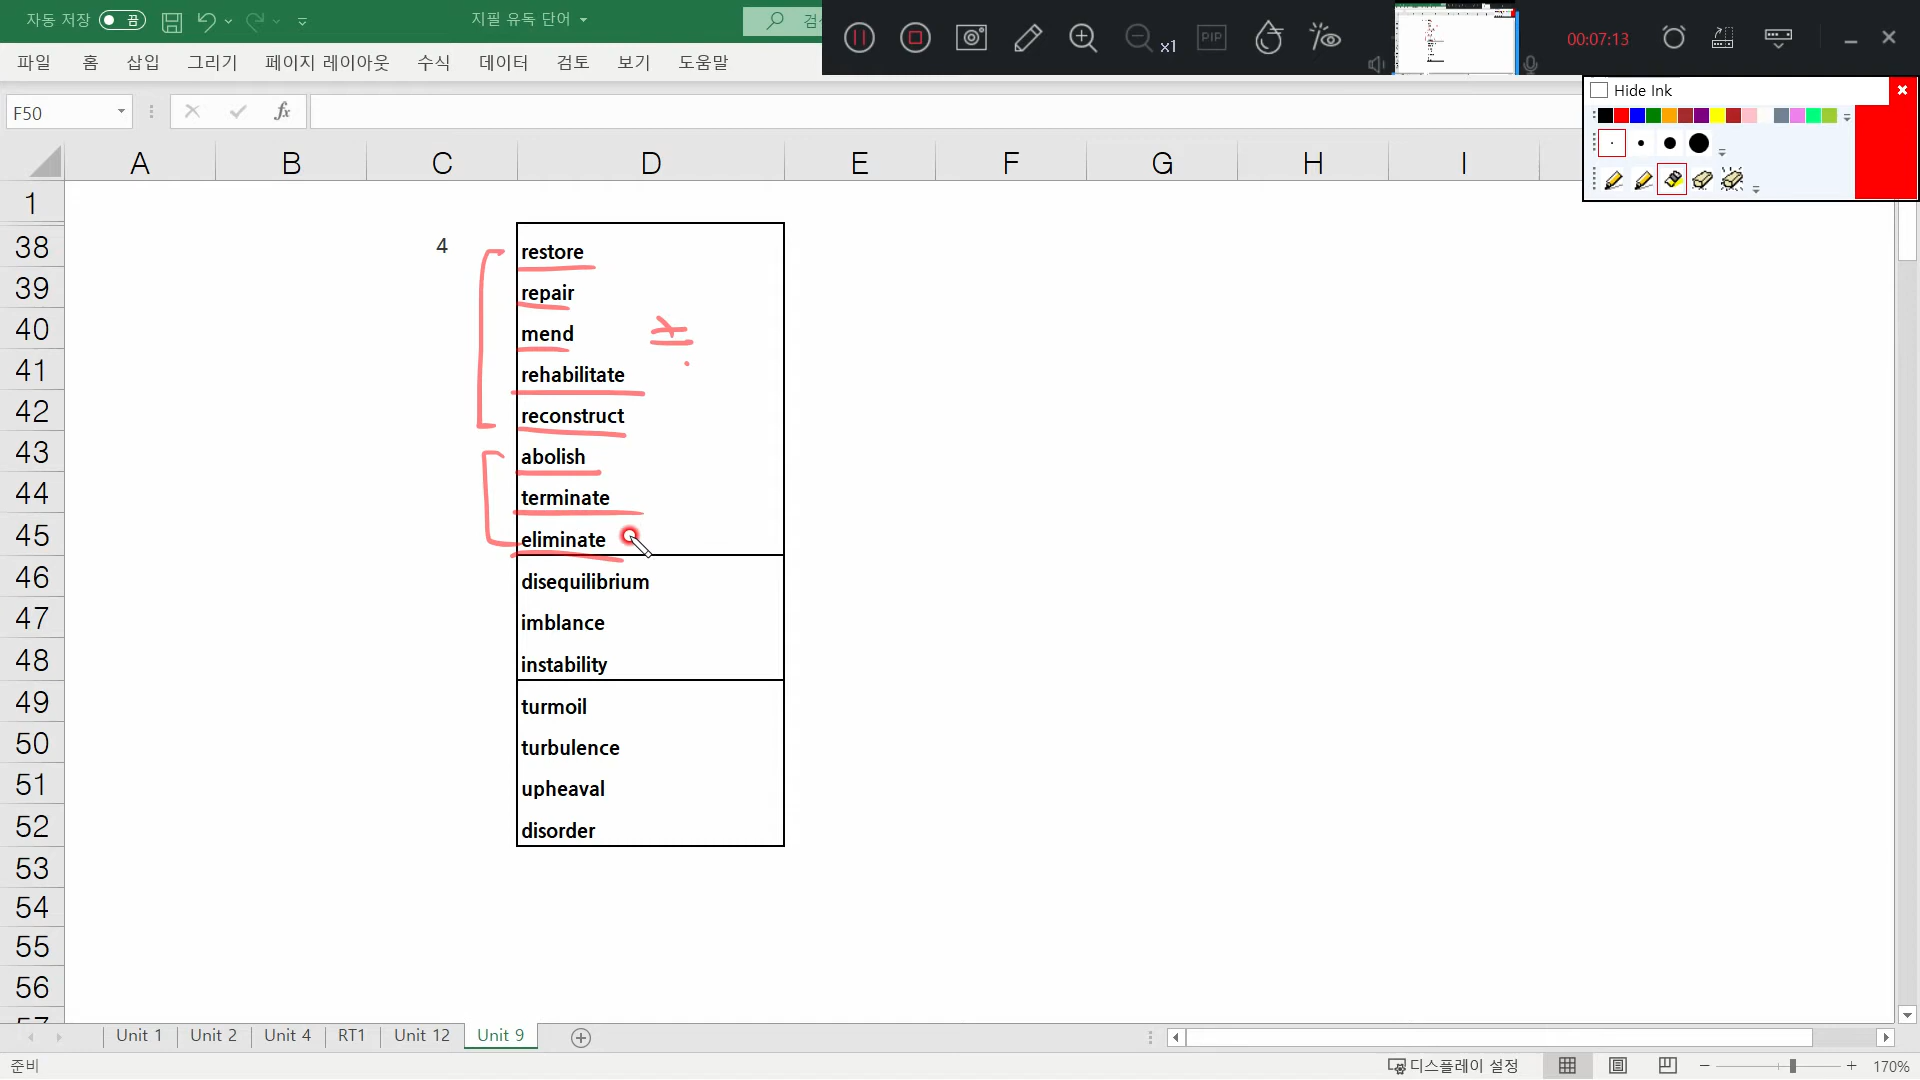 자동 저장 끔 지필 유독 단어
x1 PIP 00:07:13
파일 홈 삽입 그리기 페이지 레이아웃 수식 데이터 검토 보기 도움말
Hide Ink
F50 fx
A B C D E F G H I
1
38 4 restore
39 repair
40 mend
41 rehabilitate
42 reconstruct
43 abolish
44 terminate
45 eliminate
46 disequilibrium
47 imblance
48 instability
49 turmoil
50 turbulence
51 upheaval
52 disorder
53
54
55
56
57
Unit 1 Unit 2 Unit 4 RT1 Unit 12 Unit 9
준비 디스플레이 설정 170%